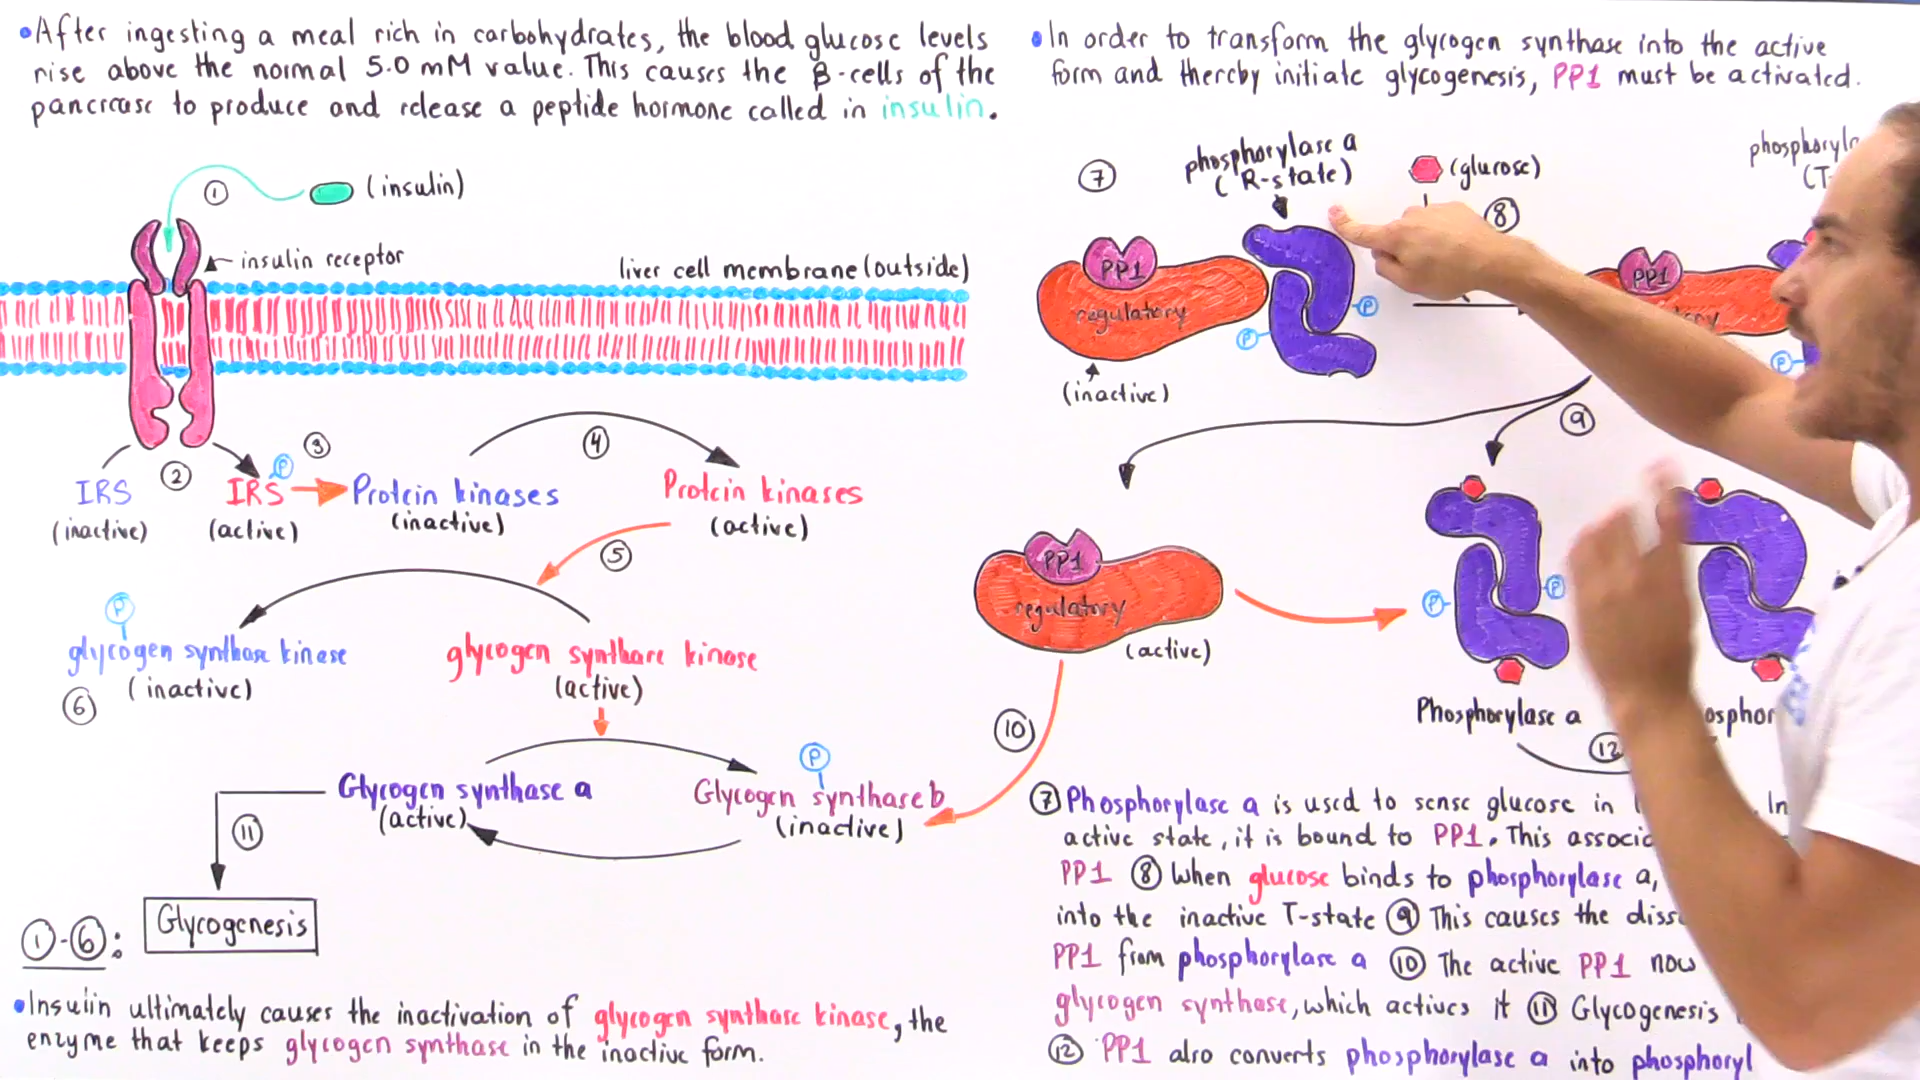 •After ingesting a meal rich in carbohydrates, the blood glucose levels
rise above the normal 5.0 mM value. This causes the β-cells of the
pancrease to produce and release a peptide hormone called in insulin.
① (insulin)
insulin receptor
liver cell membrane (outside)
② ③ ④
IRS
(inactive)
P
IRS
(active)
Protein kinases
(inactive)
Protein kinases
(active)
⑤
P
glycogen synthase kinese
(inactive)
⑥
glycogen synthare kinase
(active)
Glycogen synthase a
(active)
P
Glycogen synthase b
(inactive)
⑪
Glycogenesis
①-⑥:
•Insulin ultimately causes the inactivation of glycogen synthase kinase, the
enzyme that keeps glycogen synthase in the inactive form.
•In order to transform the glycogen synthase into the active
form and thereby initiate glycogenesis, PP1 must be activated.
⑦
phosphorylase a
(R-state)
(glucose)
⑧
(T-
PP1
regulatory
(inactive)
P
P
PP1
P
⑨
PP1
regulatory
(active)
⑩
P
P
Phosphorylase a
⑫
⑦ Phosphorylase a is used to sense glucose in In
active state, it is bound to PP1. This
PP1 ⑧ When glucose binds to phosphorylase a,
into the inactive T-state ⑨ This causes the
PP1 from phosphorylase a ⑩ The active PP1 now
glycogen synthase, which actives it ⑪ Glycogenesis
⑫ PP1 also converts phosphorylase a into phosphoryl